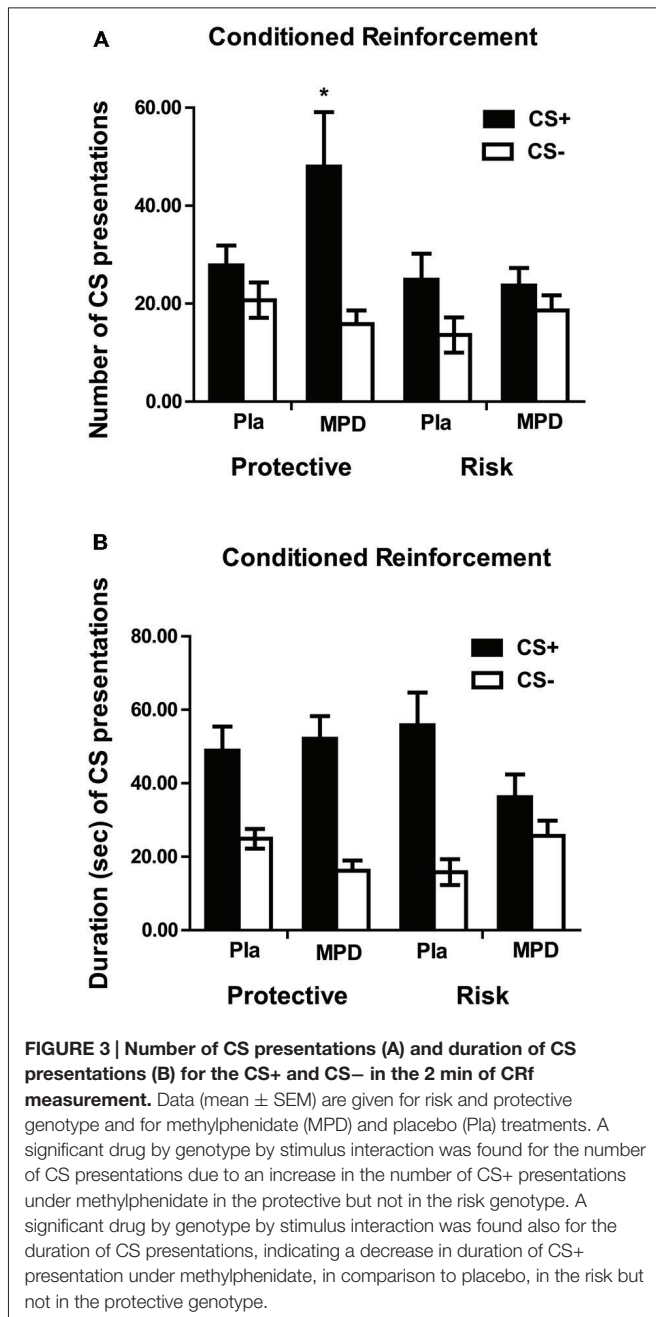 A
Conditioned Reinforcement
Number of CS presentations
60.00
40.00
20.00
0.00
*
CS+
CS-
Pla MPD Pla MPD
Protective Risk
B
Conditioned Reinforcement
Duration (sec) of CS presentations
80.00
60.00
40.00
20.00
0.00
CS+
CS-
Pla MPD Pla MPD
Protective Risk
FIGURE 3 | Number of CS presentations (A) and duration of CS
presentations (B) for the CS+ and CS− in the 2 min of CRf
measurement. Data (mean ± SEM) are given for risk and protective
genotype and for methylphenidate (MPD) and placebo (Pla) treatments. A
significant drug by genotype by stimulus interaction was found for the number
of CS presentations due to an increase in the number of CS+ presentations
under methylphenidate in the protective but not in the risk genotype. A
significant drug by genotype by stimulus interaction was found also for the
duration of CS presentations, indicating a decrease in duration of CS+
presentation under methylphenidate, in comparison to placebo, in the risk but
not in the protective genotype.